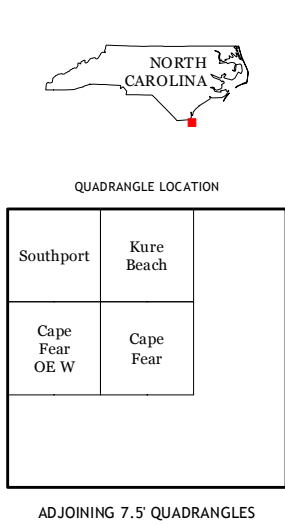 NORTH
CAROLINA
QUADRANGLE LOCATION
Southport
Kure
Beach
Cape
Fear
OE W
Cape
Fear
ADJOINING 7.5' QUADRANGLES